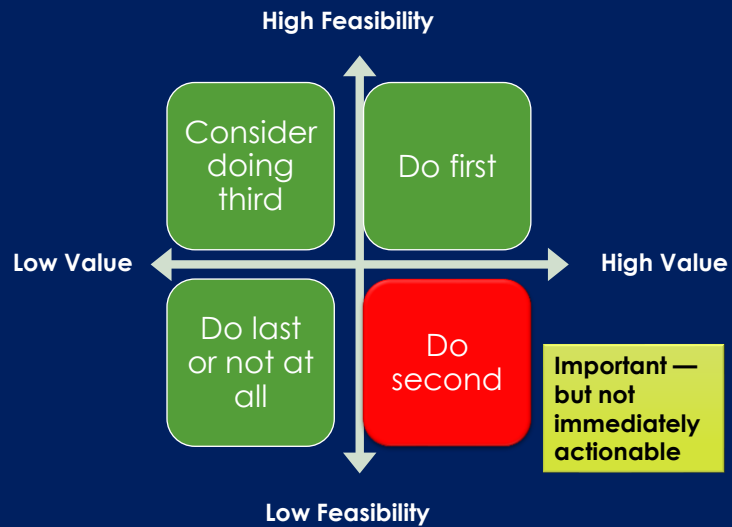 High Feasibility
Consider
doing
third
Do first
Low Value
High Value
Do last
or not at
all
Do
second
Important —
but not
immediately
actionable
Low Feasibility